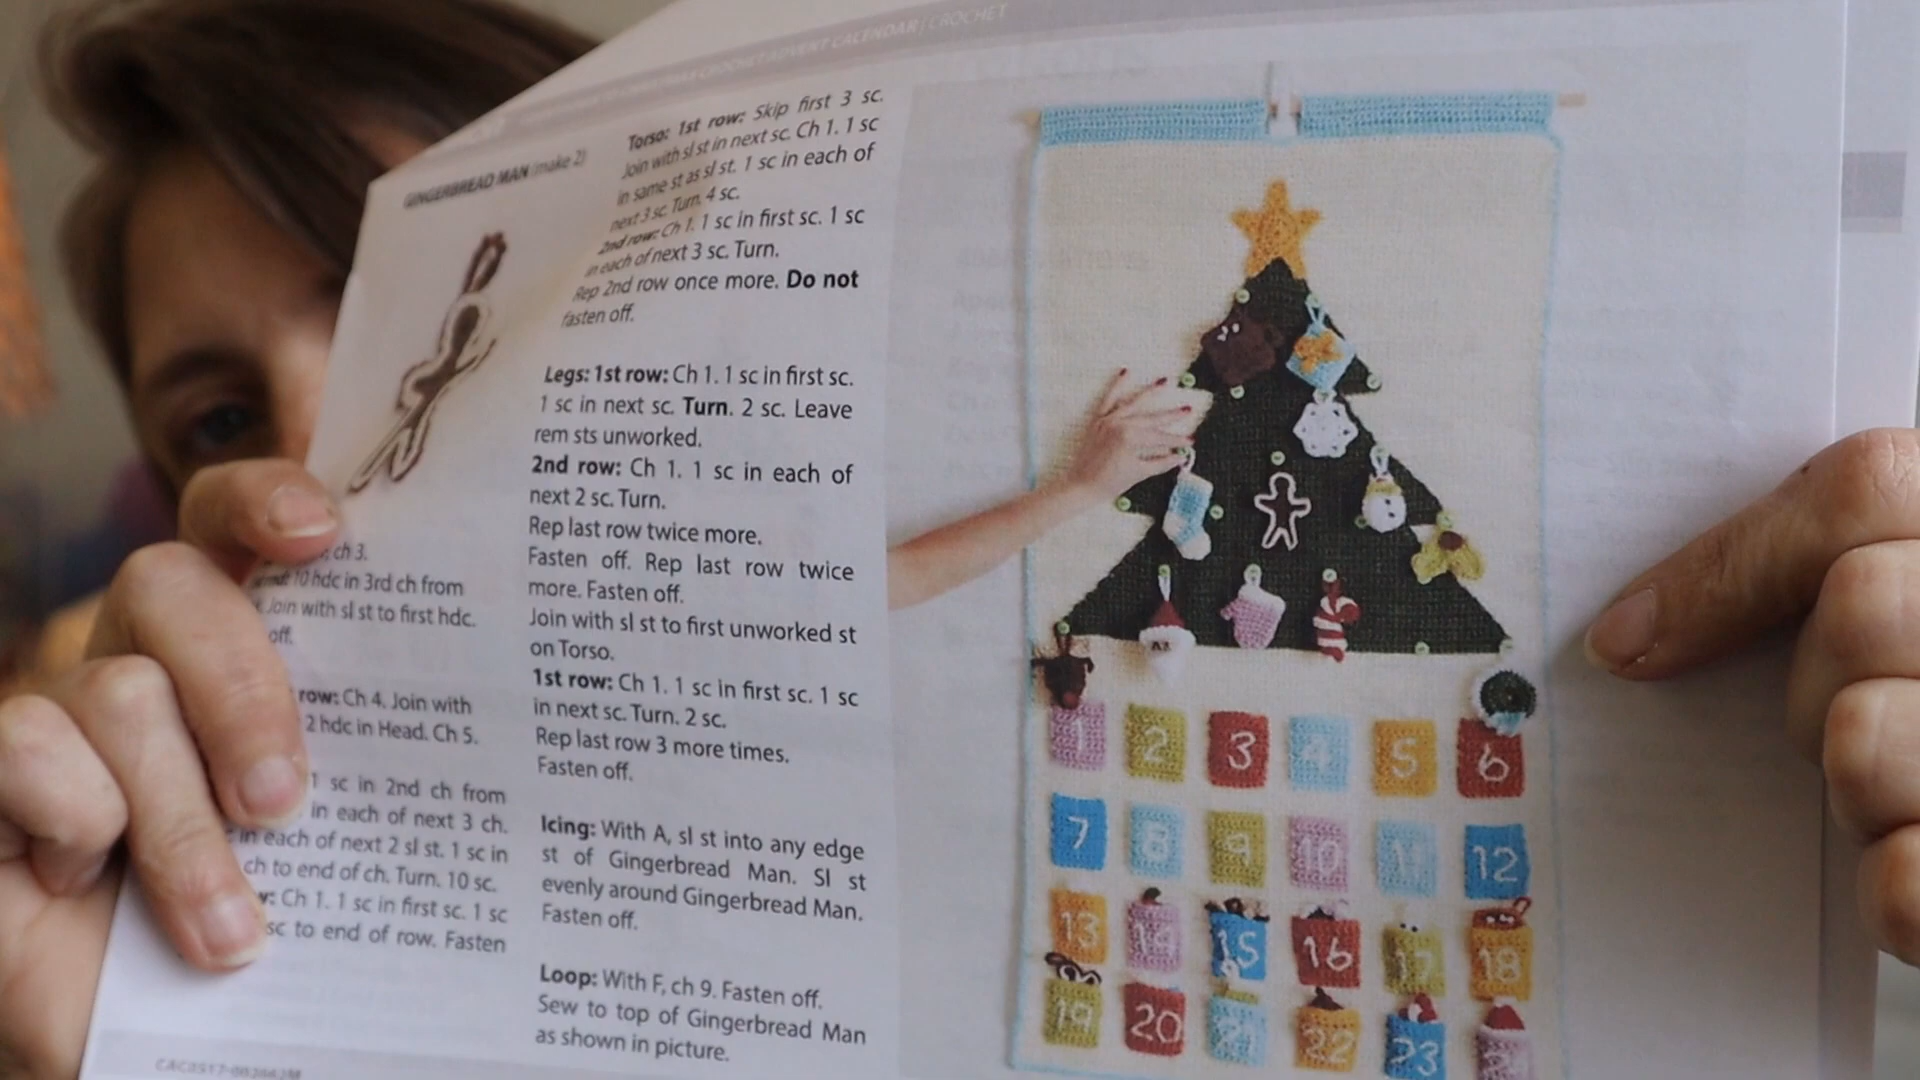 CROCHET ADVENT CALENDAR | CROCHET
GINGERBREAD MAN (make 2)
ch 3.
10 hdc in 3rd ch from
Join with sl st to first hdc.
off.
row: Ch 4. Join with
2 hdc in Head. Ch 5.
1 sc in 2nd ch from
in each of next 3 ch.
in each of next 2 sl st. 1 sc in
ch to end of ch. Turn. 10 sc.
Ch 1. 1 sc in first sc. 1 sc
sc to end of row. Fasten
Torso: 1st row: Skip first 3 sc.
Join with sl st in next sc. Ch 1. 1 sc
in same st as sl st. 1 sc in each of
next 3 sc. Turn. 4 sc.
2nd row: Ch 1. 1 sc in first sc. 1 sc
in each of next 3 sc. Turn.
Rep 2nd row once more. Do not
fasten off.
Legs: 1st row: Ch 1. 1 sc in first sc.
1 sc in next sc. Turn. 2 sc. Leave
rem sts unworked.
2nd row: Ch 1. 1 sc in each of
next 2 sc. Turn.
Rep last row twice more.
Fasten off. Rep last row twice
more. Fasten off.
Join with sl st to first unworked st
on Torso.
1st row: Ch 1. 1 sc in first sc. 1 sc
in next sc. Turn. 2 sc.
Rep last row 3 more times.
Fasten off.
Icing: With A, sl st into any edge
st of Gingerbread Man. Sl st
evenly around Gingerbread Man.
Fasten off.
Loop: With F, ch 9. Fasten off.
Sew to top of Gingerbread Man
as shown in picture.
1 2 3 4 5 6
7 8 9 10 11 12
13 14 15 16 17 18
19 20 21 22 23